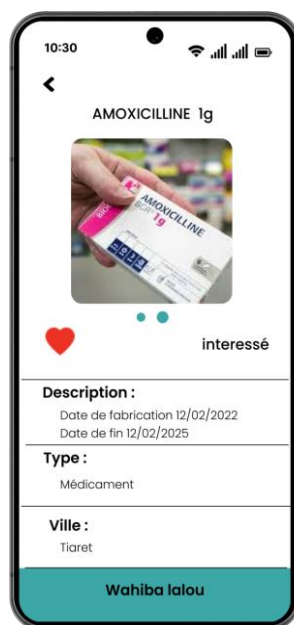 10:30
AMOXICILLINE 1g
AMOXICILLINE
BGR® 1g
interessé
Description :
Date de fabrication 12/02/2022
Date de fin 12/02/2025
Type :
Médicament
Ville :
Tiaret
Wahiba lalou